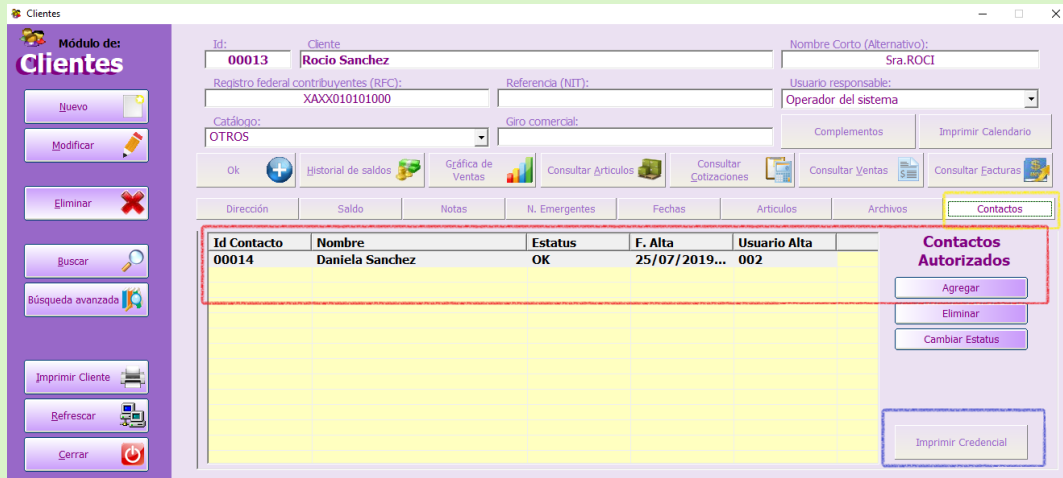 Clientes
Módulo de:
Clientes
Nuevo
Modificar
Eliminar
Buscar
Búsqueda avanzada
Imprimir Cliente
Refrescar
Cerrar
Id: Cliente Nombre Corto (Alternativo):
00013 Rocio Sanchez Sra.ROCI
Registro federal contribuyentes (RFC): Referencia (NIT): Usuario responsable:
XAXX010101000 Operador del sistema
Catálogo: Giro comercial:
OTROS Complementos Imprimir Calendario
Ok Historial de saldos Gráfica de Ventas Consultar Articulos Consultar Cotizaciones Consultar Ventas Consultar Facturas
Dirección Saldo Notas N. Emergentes Fechas Articulos Archivos Contactos
Id Contacto Nombre Estatus F. Alta Usuario Alta
00014 Daniela Sanchez OK 25/07/2019... 002
Contactos
Autorizados
Agregar
Eliminar
Cambiar Estatus
Imprimir Credencial